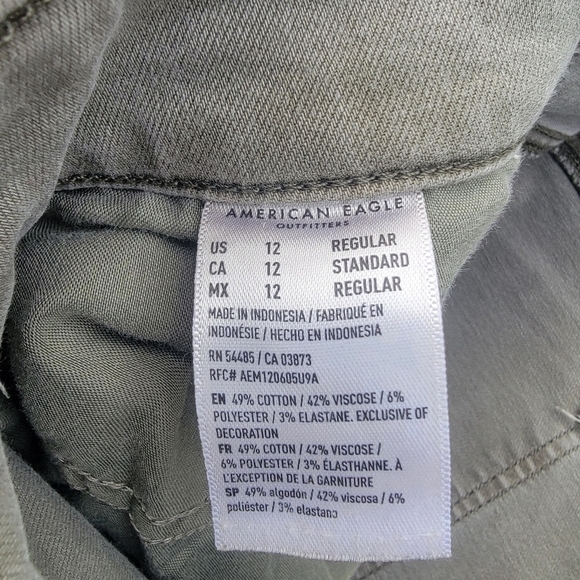 AMERICAN EAGLE
OUTFITTERS
US 12 REGULAR
CA 12 STANDARD
MX 12 REGULAR
MADE IN INDONESIA / FABRIQUÉ EN
INDONÉSIE / HECHO EN INDONESIA
RN 54485 / CA 03873
RFC# AEM120605U9A
EN 49% COTTON / 42% VISCOSE / 6%
POLYESTER / 3% ELASTANE. EXCLUSIVE OF
DECORATION
FR 49% COTON / 42% VISCOSE /
6% POLYESTER / 3% ÉLASTHANNE. À
L'EXCEPTION DE LA GARNITURE
SP 49% algodón / 42% viscosa / 6%
poliéster / 3% elastano